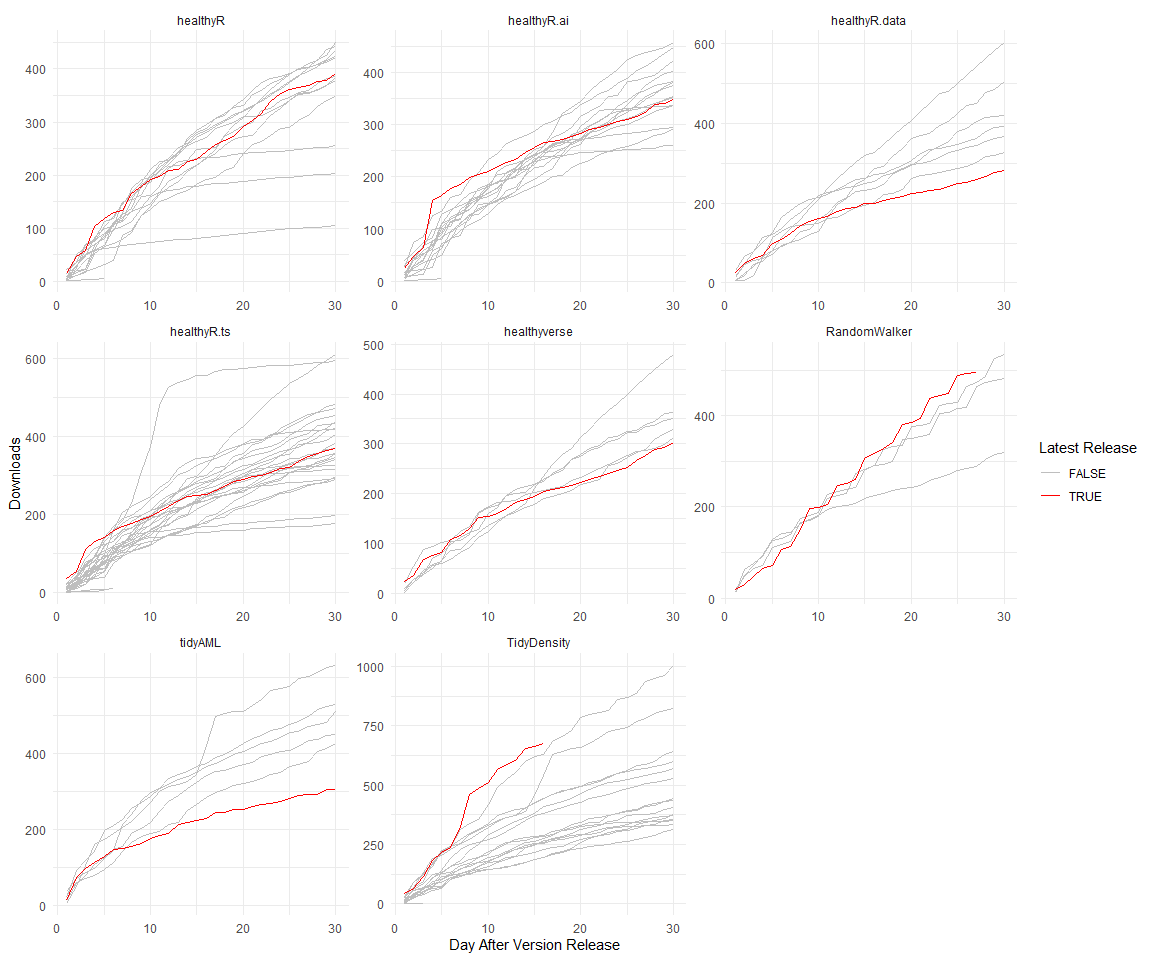 healthyR healthyR.ai healthyR.data
400 400 600
300 300 400
200 200 200
100 100
0 0 0
0 10 20 30 0 10 20 30 0 10 20 30
healthyR.ts healthyverse RandomWalker
600 500
400 400 400
300
200 200 200
100
0 0 0
0 10 20 30 0 10 20 30 0 10 20 30
tidyAML TidyDensity
600 1000
750
400 500
200 250
0 0
0 10 20 30 0 10 20 30
Downloads
Day After Version Release
Latest Release
FALSE
TRUE